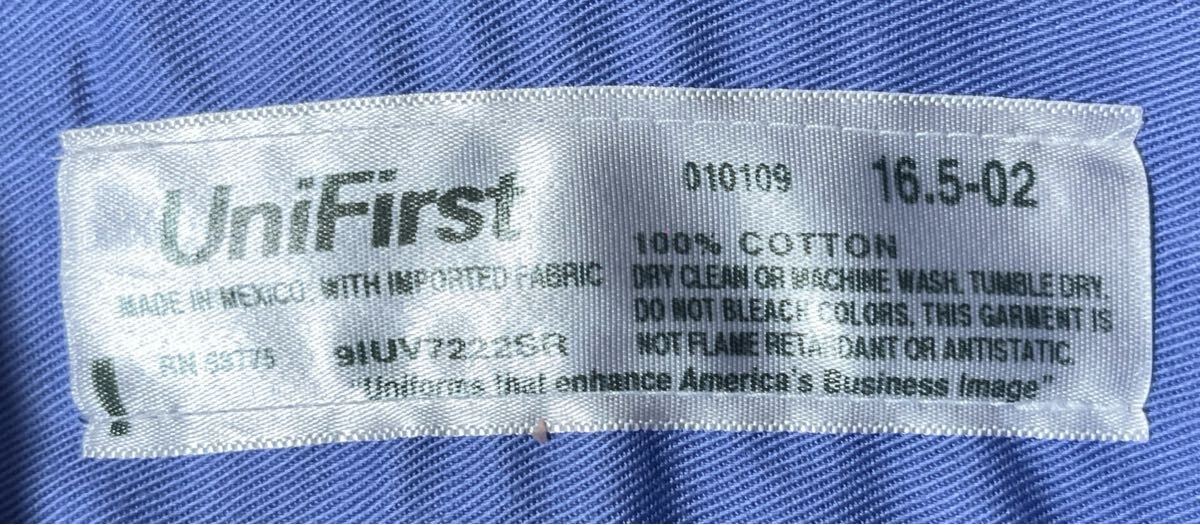 UniFirst
MADE IN MEXICO WITH IMPORTED FABRIC
RN 59775
91UV7222SR
010109 16.5-02
100% COTTON
DRY CLEAN OR MACHINE WASH. TUMBLE DRY.
DO NOT BLEACH COLORS, THIS GARMENT IS
NOT FLAME RETARDANT OR ANTISTATIC.
"Uniforms that enhance America's Business Image"
!